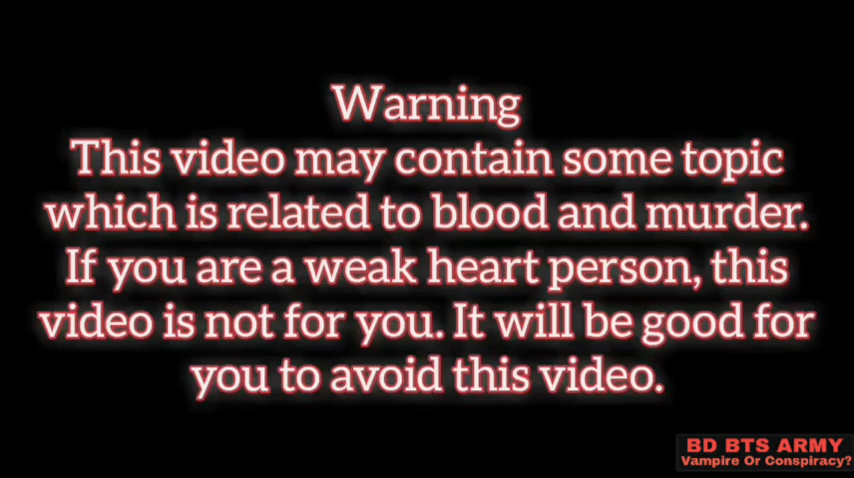 Warning
This video may contain some topic
which is related to blood and murder.
If you are a weak heart person, this
video is not for you. It will be good for
you to avoid this video.
BD BTS ARMY
Vampire Or Conspiracy?